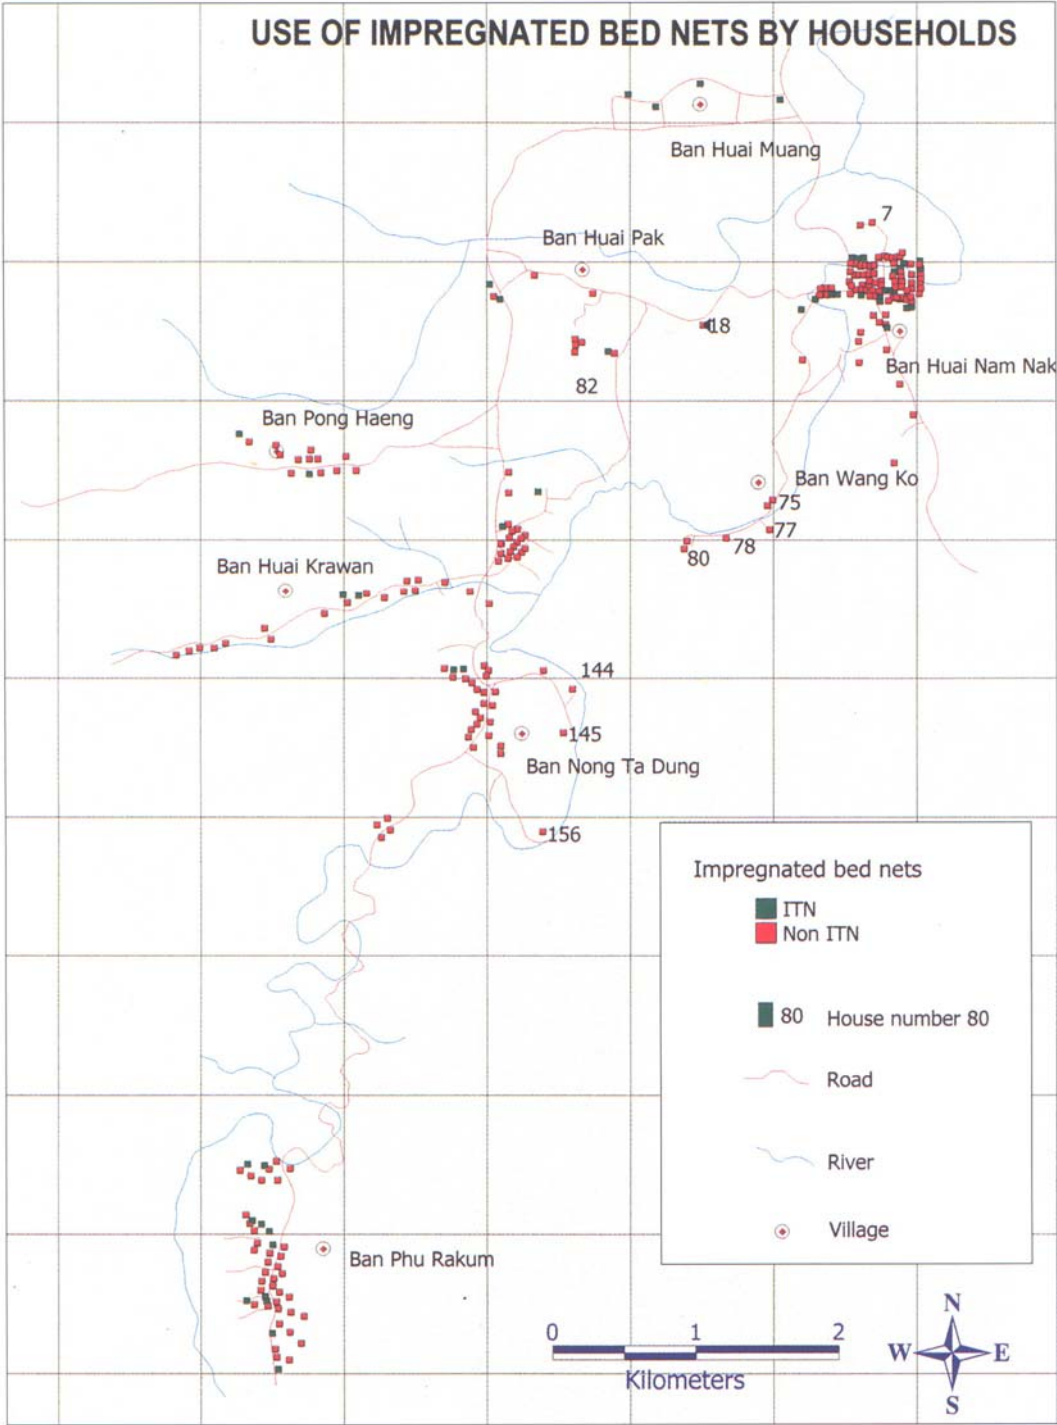 USE OF IMPREGNATED BED NETS BY HOUSEHOLDS
Ban Huai Muang
7
Ban Huai Pak
18
Ban Huai Nam Nak
82
Ban Pong Haeng
Ban Wang Ko
75
77
78
80
Ban Huai Krawan
144
145
Ban Nong Ta Dung
156
Impregnated bed nets
ITN
Non ITN
80 House number 80
Road
River
Village
Ban Phu Rakum
0 1 2
Kilometers
N
W E
S